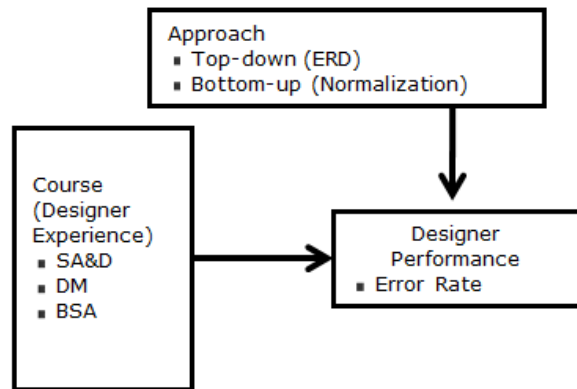 Approach
▪ Top-down (ERD)
▪ Bottom-up (Normalization)
Course
(Designer
Experience)
▪ SA&D
▪ DM
▪ BSA
Designer
Performance
▪ Error Rate